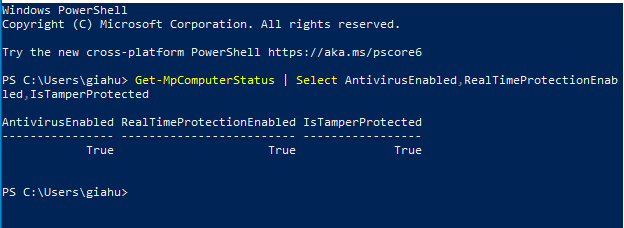 Windows PowerShell
Copyright (C) Microsoft Corporation. All rights reserved.
Try the new cross-platform PowerShell https://aka.ms/pscore6
PS C:\Users\giahu> Get-MpComputerStatus | Select AntivirusEnabled,RealTimeProtectionEnab
led,IsTamperProtected
AntivirusEnabled RealTimeProtectionEnabled IsTamperProtected
---------------- ------------------------- -----------------
True True True
PS C:\Users\giahu>